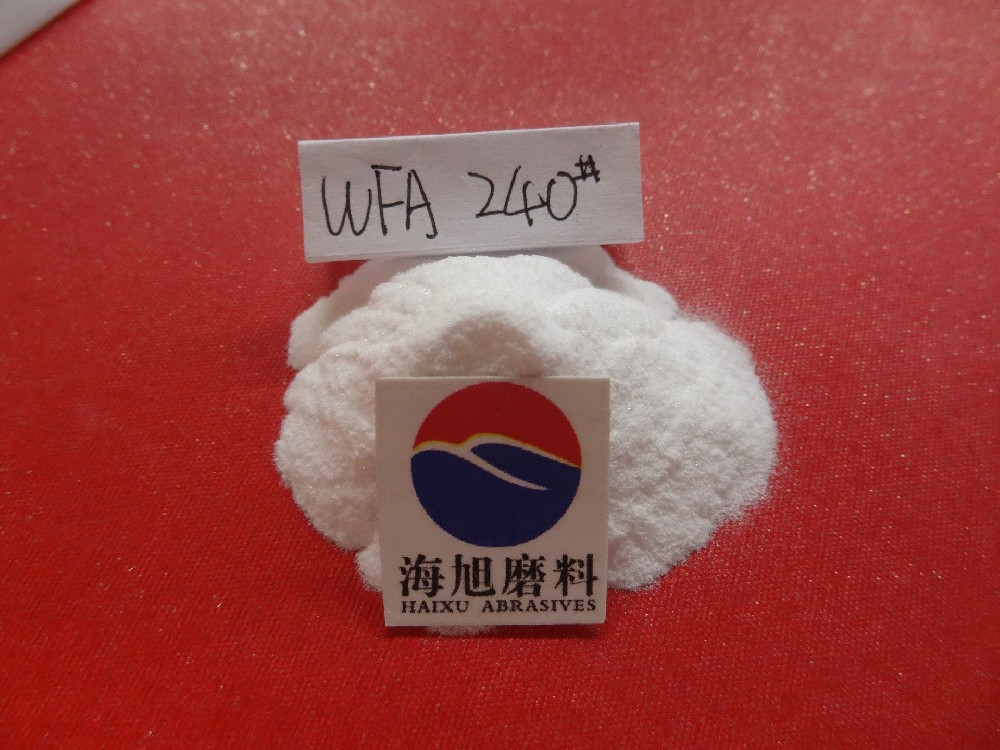 WFA 240#
海旭磨料
HAIXU ABRASIVES